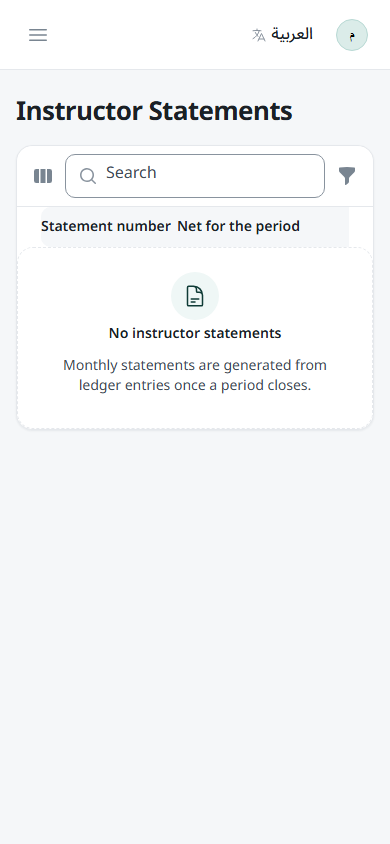 العربية
م
Instructor Statements
Search
Statement number Net for the period
No instructor statements
Monthly statements are generated from
ledger entries once a period closes.